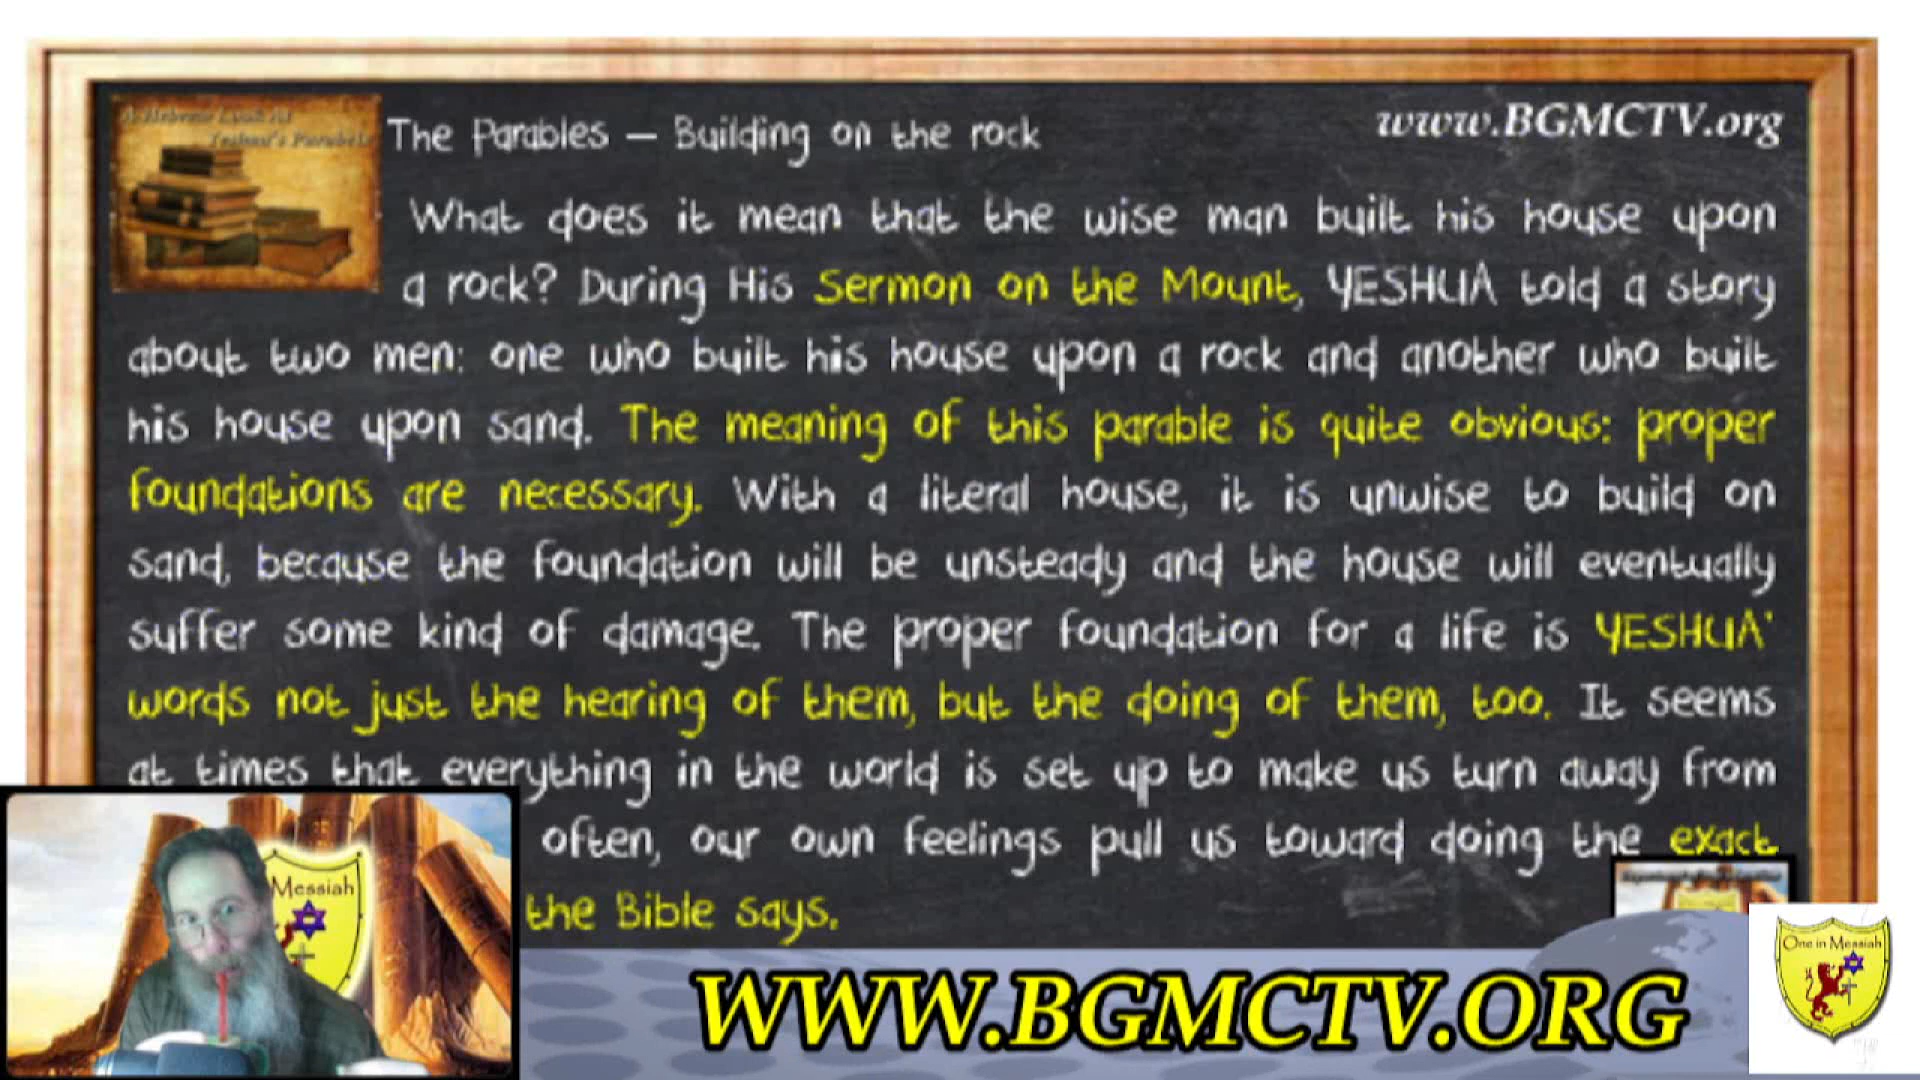 A Hebrew Look At
Yeshua's Parables
The Parables – Building on the rock
www.BGMCTV.org
What does it mean that the wise man built his house upon
a rock? During His Sermon on the Mount, YESHUA told a story
about two men: one who built his house upon a rock and another who built
his house upon sand. The meaning of this parable is quite obvious: proper
foundations are necessary. With a literal house, it is unwise to build on
sand, because the foundation will be unsteady and the house will eventually
suffer some kind of damage. The proper foundation for a life is YESHUA'
words not just the hearing of them, but the doing of them, too. It seems
at times that everything in the world is set up to make us turn away from
often, our own feelings pull us toward doing the exact
the Bible says.
Messiah
WWW.BGMCTV.ORG
One in Messiah